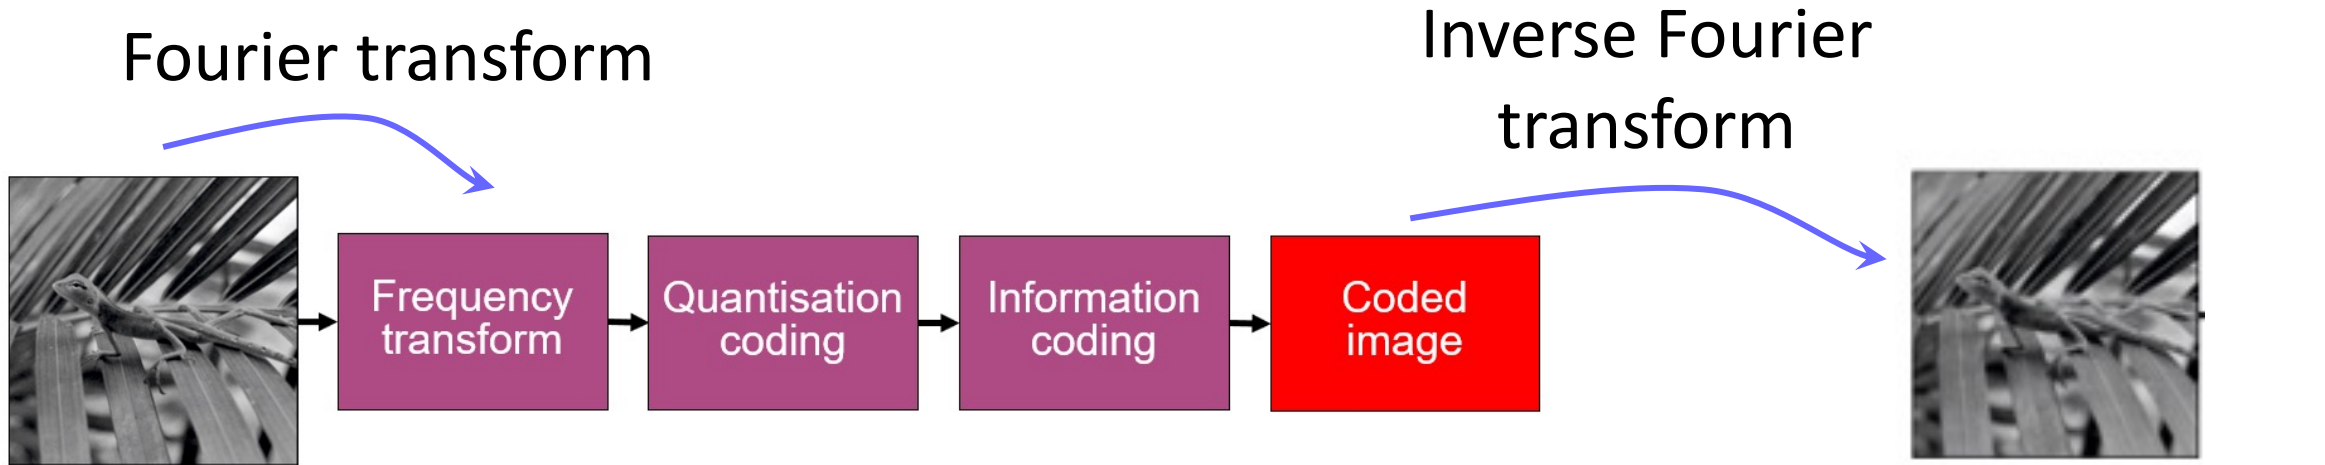 Fourier transform
Inverse Fourier
transform
Frequency
transform
Quantisation
coding
Information
coding
Coded
image